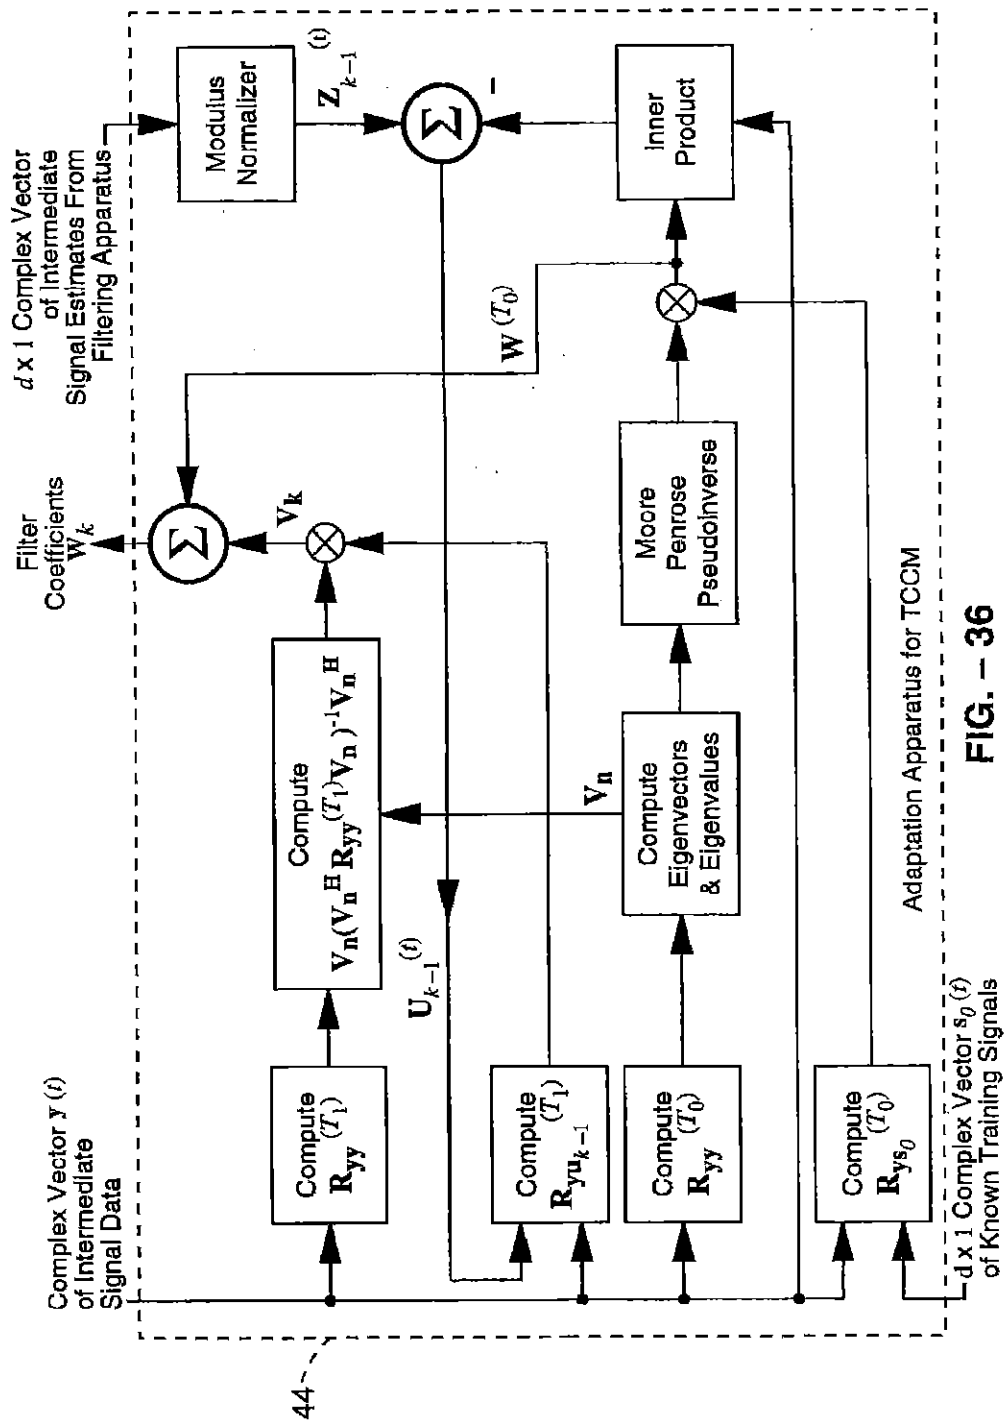 Complex Vector y (t)
of Intermediate
Signal Data
Filter
Coefficients
W_k
d x 1 Complex Vector
of Intermediate
Signal Estimates From
Filtering Apparatus
44
Compute
R_yy^(T_1)
Compute
V_n(V_n^H R_yy^(T_1) V_n)^-1 V_n^H
V_k
Σ
Modulus
Normalizer
Z_{k-1}^(t)
Σ
−
U_{k-1}^(t)
W^(T_0)
Compute
R_{yu_{k-1}}^(T_1)
V_n
Compute
R_yy^(T_0)
Compute
Eigenvectors
& Eigenvalues
Moore
Penrose
Pseudoinverse
Inner
Product
Compute
R_{ys_0}^(T_0)
Adaptation Apparatus for TCCM
d x 1 Complex Vector s_0 (t)
of Known Training Signals
FIG. – 36